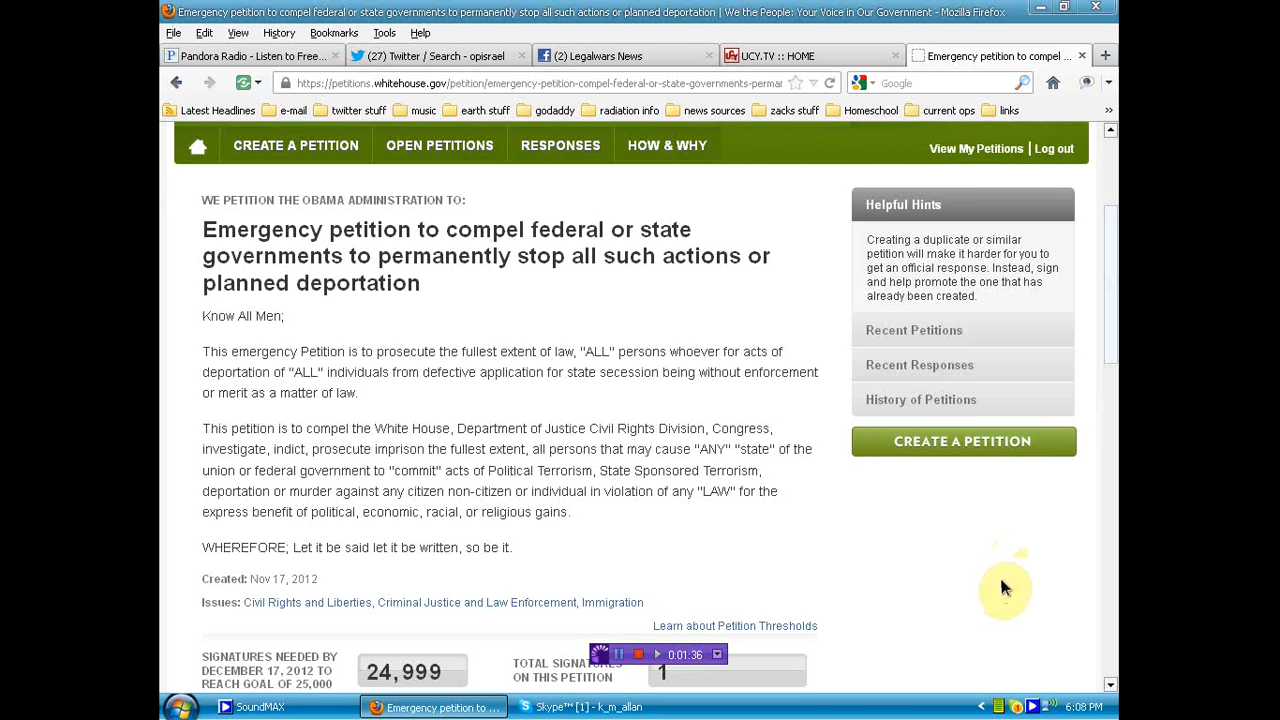 Emergency petition to compel federal or state governments to permanently stop all such actions or planned deportation | We the People: Your Voice in Our Government - Mozilla Firefox
File Edit View History Bookmarks Tools Help
Pandora Radio - Listen to Free... (27) Twitter / Search - opisrael (2) Legalwars News UCY.TV :: HOME Emergency petition to compel ...
https://petitions.whitehouse.gov/petition/emergency-petition-compel-federal-or-state-governments-permar Google
Latest Headlines e-mail twitter stuff music earth stuff godaddy radiation info news sources zacks stuff Homeschool current ops links »
CREATE A PETITION OPEN PETITIONS RESPONSES HOW & WHY View My Petitions | Log out
WE PETITION THE OBAMA ADMINISTRATION TO:
Emergency petition to compel federal or state
governments to permanently stop all such actions or
planned deportation
Know All Men;
This emergency Petition is to prosecute the fullest extent of law, "ALL" persons whoever for acts of
deportation of "ALL" individuals from defective application for state secession being without enforcement
or merit as a matter of law.
This petition is to compel the White House, Department of Justice Civil Rights Division, Congress,
investigate, indict, prosecute imprison the fullest extent, all persons that may cause "ANY" "state" of the
union or federal government to "commit" acts of Political Terrorism, State Sponsored Terrorism,
deportation or murder against any citizen non-citizen or individual in violation of any "LAW" for the
express benefit of political, economic, racial, or religious gains.
WHEREFORE; Let it be said let it be written, so be it.
Created: Nov 17, 2012
Issues: Civil Rights and Liberties, Criminal Justice and Law Enforcement, Immigration
Learn about Petition Thresholds
SIGNATURES NEEDED BY
DECEMBER 17, 2012 TO
REACH GOAL OF 25,000
24,999
TOTAL SIGNATURES
ON THIS PETITION
1
0:01:36
Helpful Hints
Creating a duplicate or similar
petition will make it harder for you to
get an official response. Instead, sign
and help promote the one that has
already been created.
Recent Petitions
Recent Responses
History of Petitions
CREATE A PETITION
SoundMAX Emergency petition to ... Skype™ [1] - k_m_allan 6:08 PM